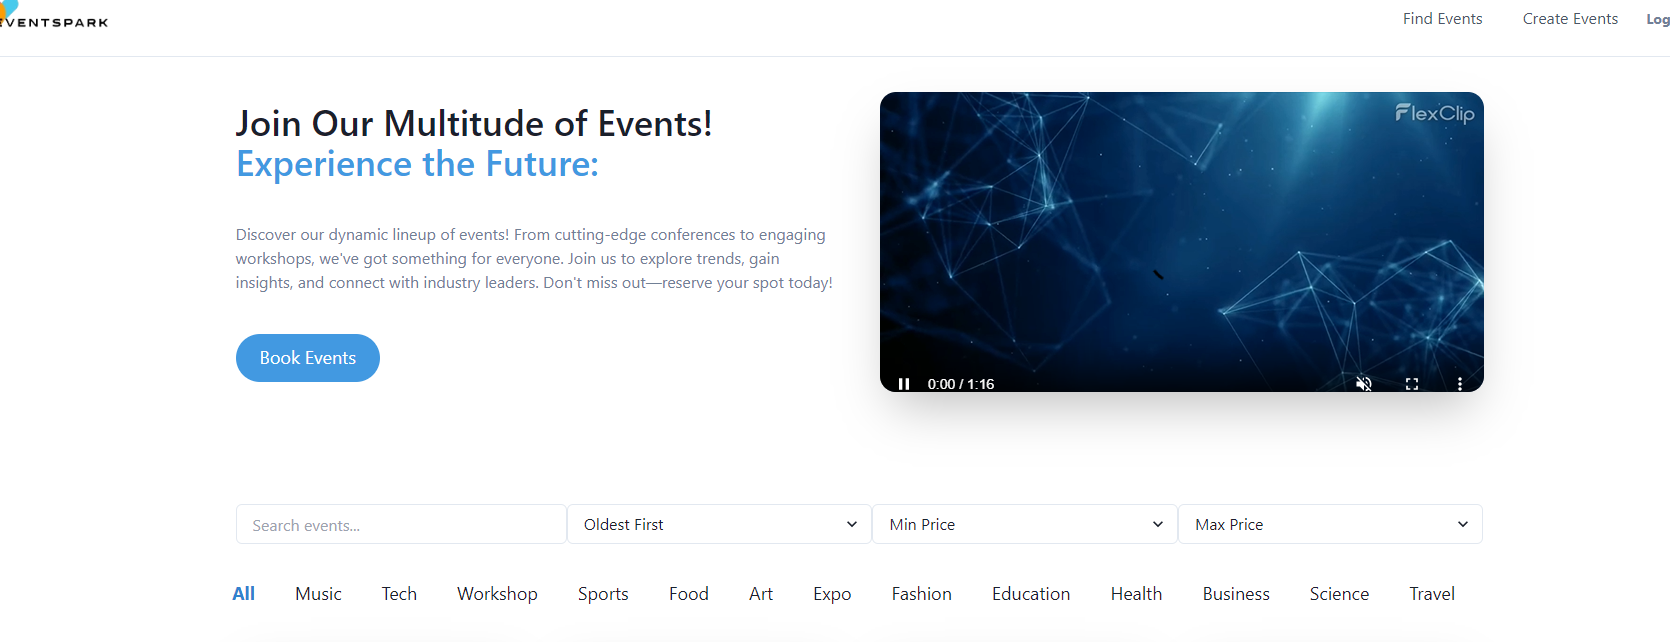 EVENTSPARK
Find Events
Create Events
Log
Join Our Multitude of Events!
Experience the Future:
Discover our dynamic lineup of events! From cutting-edge conferences to engaging
workshops, we've got something for everyone. Join us to explore trends, gain
insights, and connect with industry leaders. Don't miss out—reserve your spot today!
Book Events
FlexClip
0:00 / 1:16
Search events...
Oldest First
Min Price
Max Price
All Music Tech Workshop Sports Food Art Expo Fashion Education Health Business Science Travel